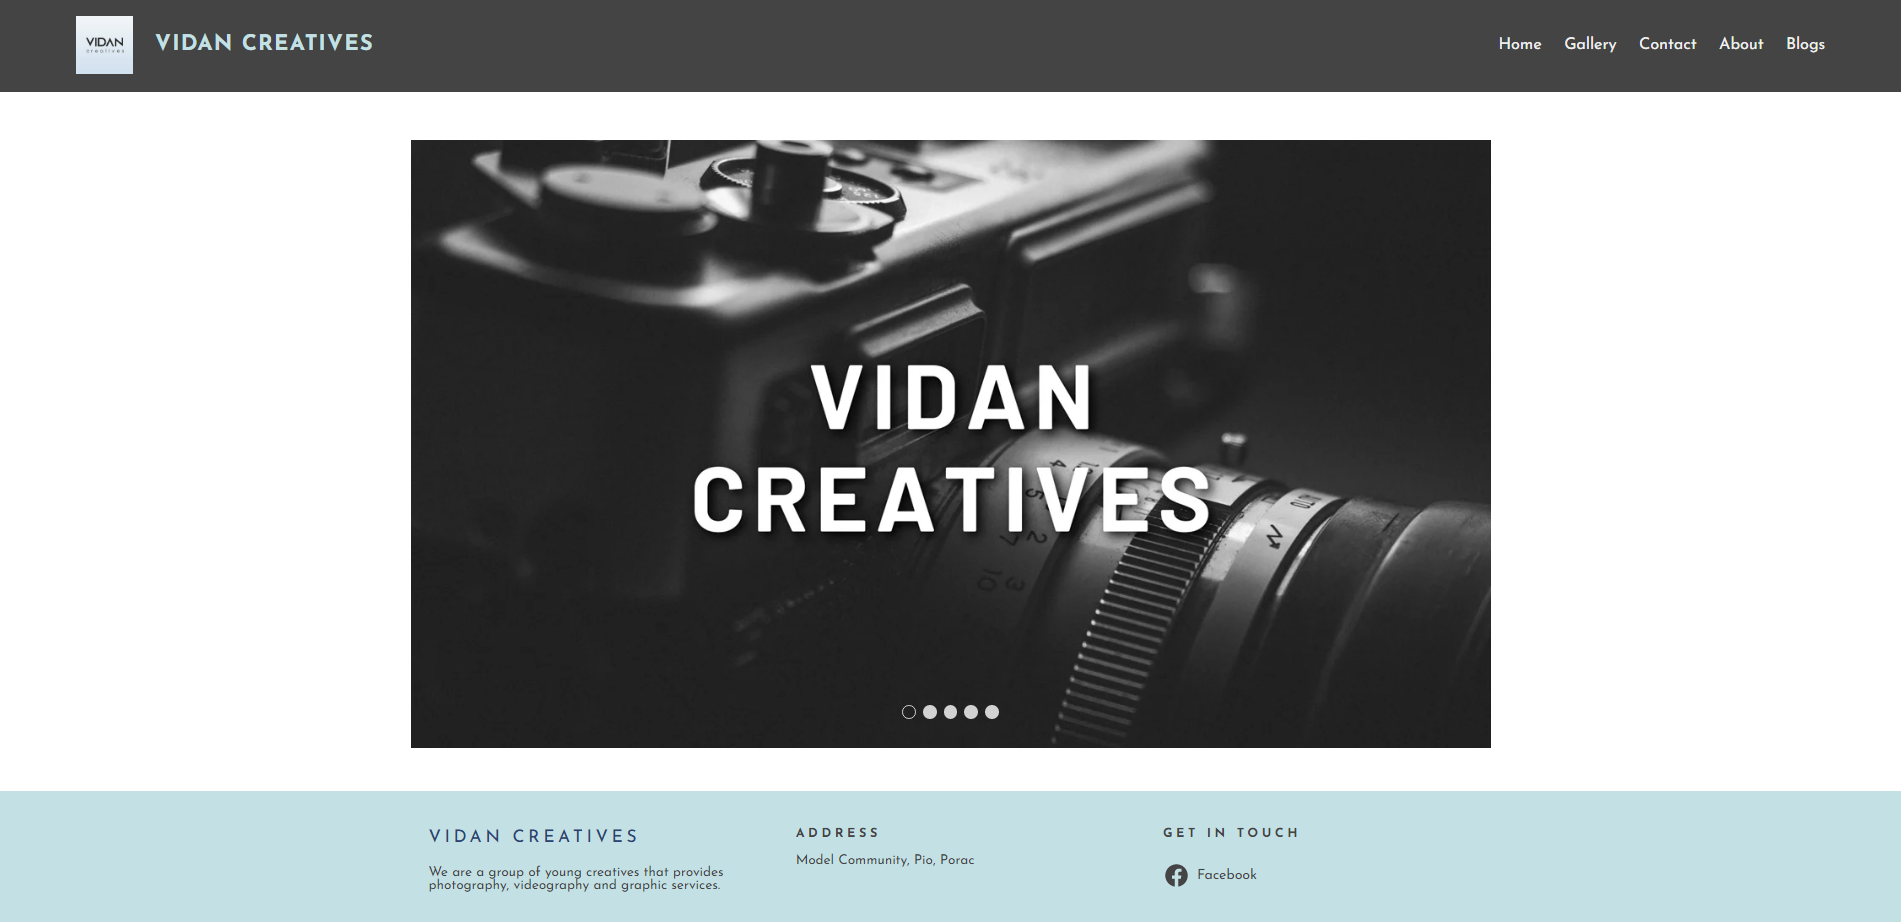 VIDAN
creatives
VIDAN CREATIVES
Home Gallery Contact About Blogs
VIDAN
CREATIVES
VIDAN CREATIVES
We are a group of young creatives that provides
photography, videography and graphic services.
ADDRESS
Model Community, Pio, Porac
GET IN TOUCH
Facebook